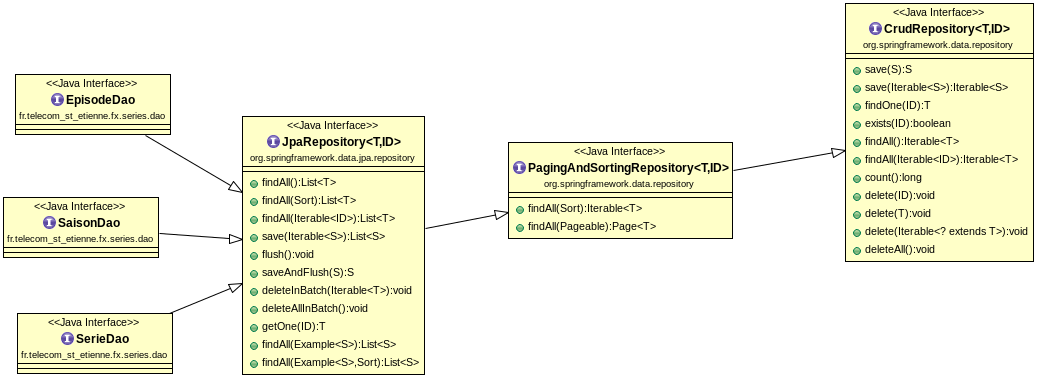 <<Java Interface>>
EpisodeDao
fr.telecom_st_etienne.fx.series.dao
<<Java Interface>>
SaisonDao
fr.telecom_st_etienne.fx.series.dao
<<Java Interface>>
SerieDao
fr.telecom_st_etienne.fx.series.dao
<<Java Interface>>
JpaRepository<T,ID>
org.springframework.data.jpa.repository
findAll():List<T>
findAll(Sort):List<T>
findAll(Iterable<ID>):List<T>
save(Iterable<S>):List<S>
flush():void
saveAndFlush(S):S
deleteInBatch(Iterable<T>):void
deleteAllInBatch():void
getOne(ID):T
findAll(Example<S>):List<S>
findAll(Example<S>,Sort):List<S>
<<Java Interface>>
PagingAndSortingRepository<T,ID>
org.springframework.data.repository
findAll(Sort):Iterable<T>
findAll(Pageable):Page<T>
<<Java Interface>>
CrudRepository<T,ID>
org.springframework.data.repository
save(S):S
save(Iterable<S>):Iterable<S>
findOne(ID):T
exists(ID):boolean
findAll():Iterable<T>
findAll(Iterable<ID>):Iterable<T>
count():long
delete(ID):void
delete(T):void
delete(Iterable<? extends T>):void
deleteAll():void